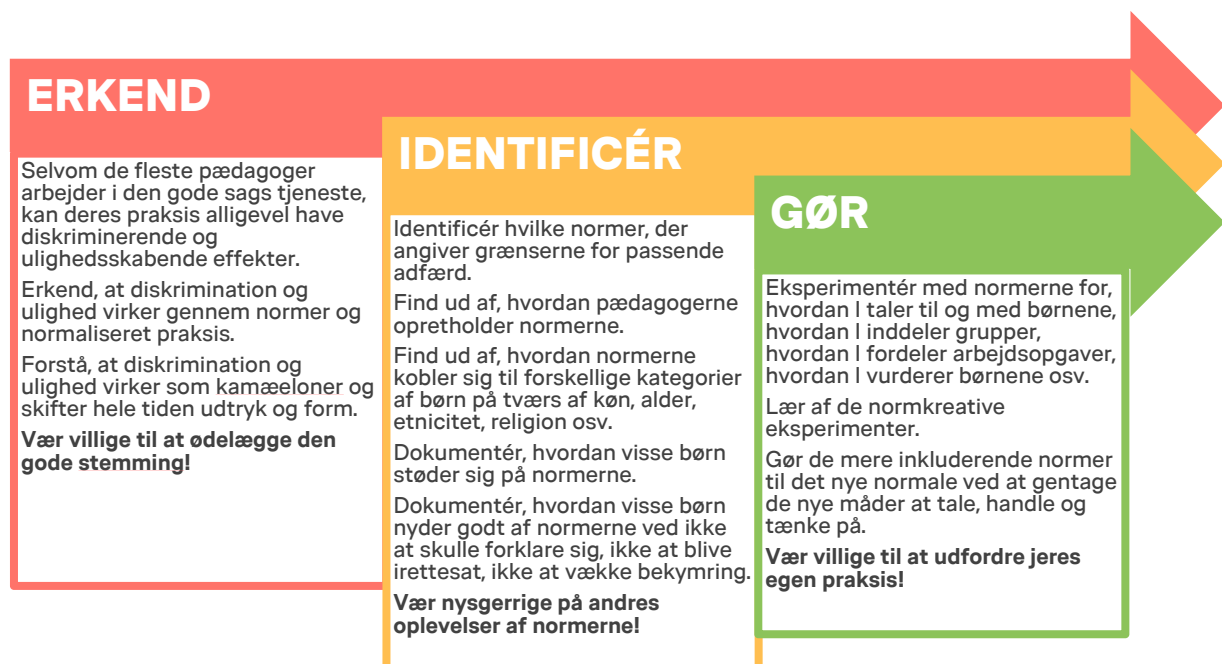 ERKEND
Selvom de fleste pædagoger
arbejder i den gode sags tjeneste,
kan deres praksis alligevel have
diskriminerende og
ulighedsskabende effekter.
Erkend, at diskrimination og
ulighed virker gennem normer og
normaliseret praksis.
Forstå, at diskrimination og
ulighed virker som kamæeloner og
skifter hele tiden udtryk og form.
Vær villige til at ødelægge den
gode stemming!
IDENTIFICÉR
Identificér hvilke normer, der
angiver grænserne for passende
adfærd.
Find ud af, hvordan pædagogerne
opretholder normerne.
Find ud af, hvordan normerne
kobler sig til forskellige kategorier
af børn på tværs af køn, alder,
etnicitet, religion osv.
Dokumentér, hvordan visse børn
støder sig på normerne.
Dokumentér, hvordan visse børn
nyder godt af normerne ved ikke
at skulle forklare sig, ikke at blive
irettesat, ikke at vække bekymring.
Vær nysgerrige på andres
oplevelser af normerne!
GØR
Eksperimentér med normerne for,
hvordan I taler til og med børnene,
hvordan I inddeler grupper,
hvordan I fordeler arbejdsopgaver,
hvordan I vurderer børnene osv.
Lær af de normkreative
eksperimenter.
Gør de mere inkluderende normer
til det nye normale ved at gentage
de nye måder at tale, handle og
tænke på.
Vær villige til at udfordre jeres
egen praksis!